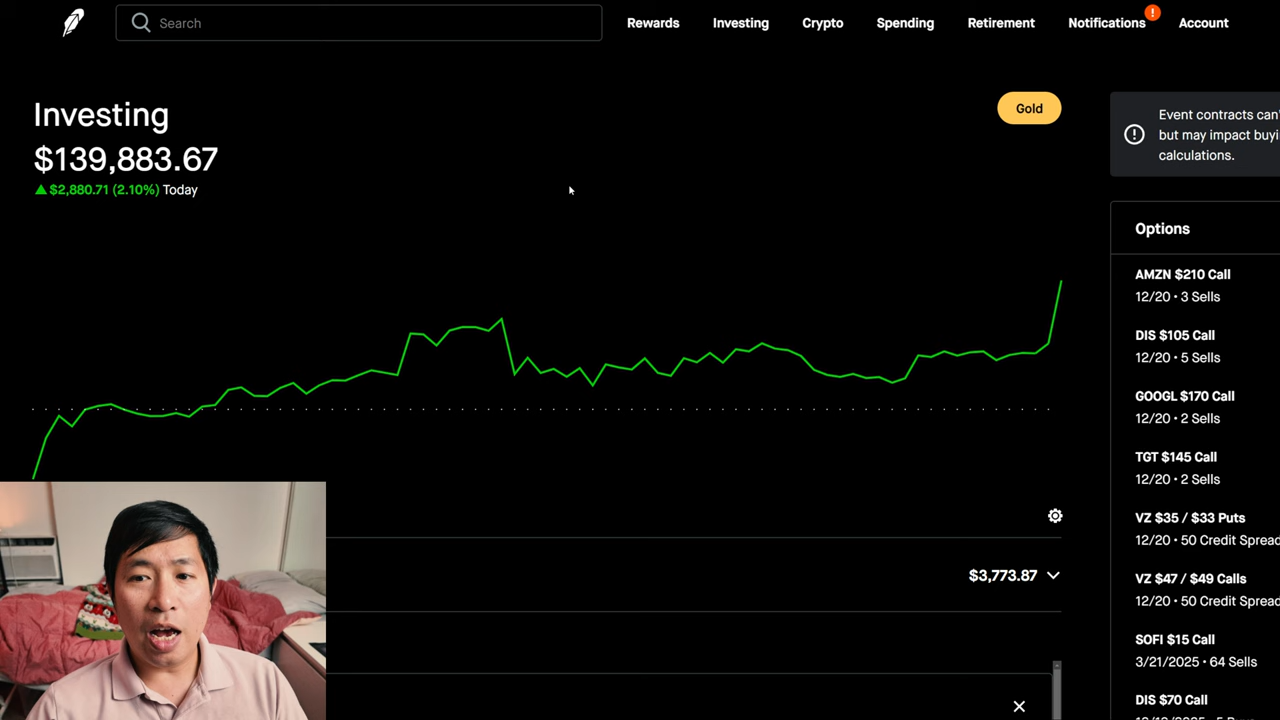 Search
Rewards
Investing
Crypto
Spending
Retirement
Notifications
!
Account
Investing
$139,883.67
$2,880.71 (2.10%) Today
Gold
Event contracts can'
but may impact buyi
calculations.
Options
AMZN $210 Call
12/20 • 3 Sells
DIS $105 Call
12/20 • 5 Sells
GOOGL $170 Call
12/20 • 2 Sells
TGT $145 Call
12/20 • 2 Sells
VZ $35 / $33 Puts
12/20 • 50 Credit Spread
VZ $47 / $49 Calls
12/20 • 50 Credit Spread
SOFI $15 Call
3/21/2025 • 64 Sells
DIS $70 Call
$3,773.87